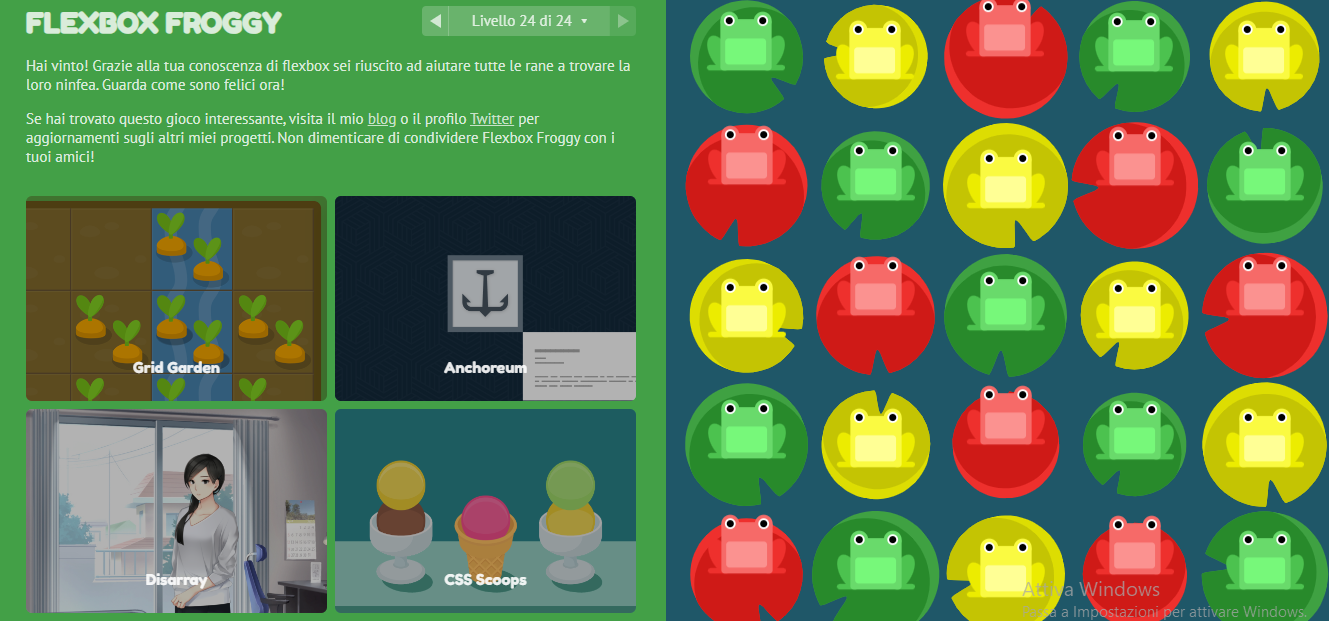 FLEXBOX FROGGY
Livello 24 di 24
Hai vinto! Grazie alla tua conoscenza di flexbox sei riuscito ad aiutare tutte le rane a trovare la
loro ninfea. Guarda come sono felici ora!
Se hai trovato questo gioco interessante, visita il mio blog o il profilo Twitter per
aggiornamenti sugli altri miei progetti. Non dimenticare di condividere Flexbox Froggy con i
tuoi amici!
Grid Garden
Anchoreum
Disarray
CSS Scoops
Attiva Windows
Passa a Impostazioni per attivare Windows.